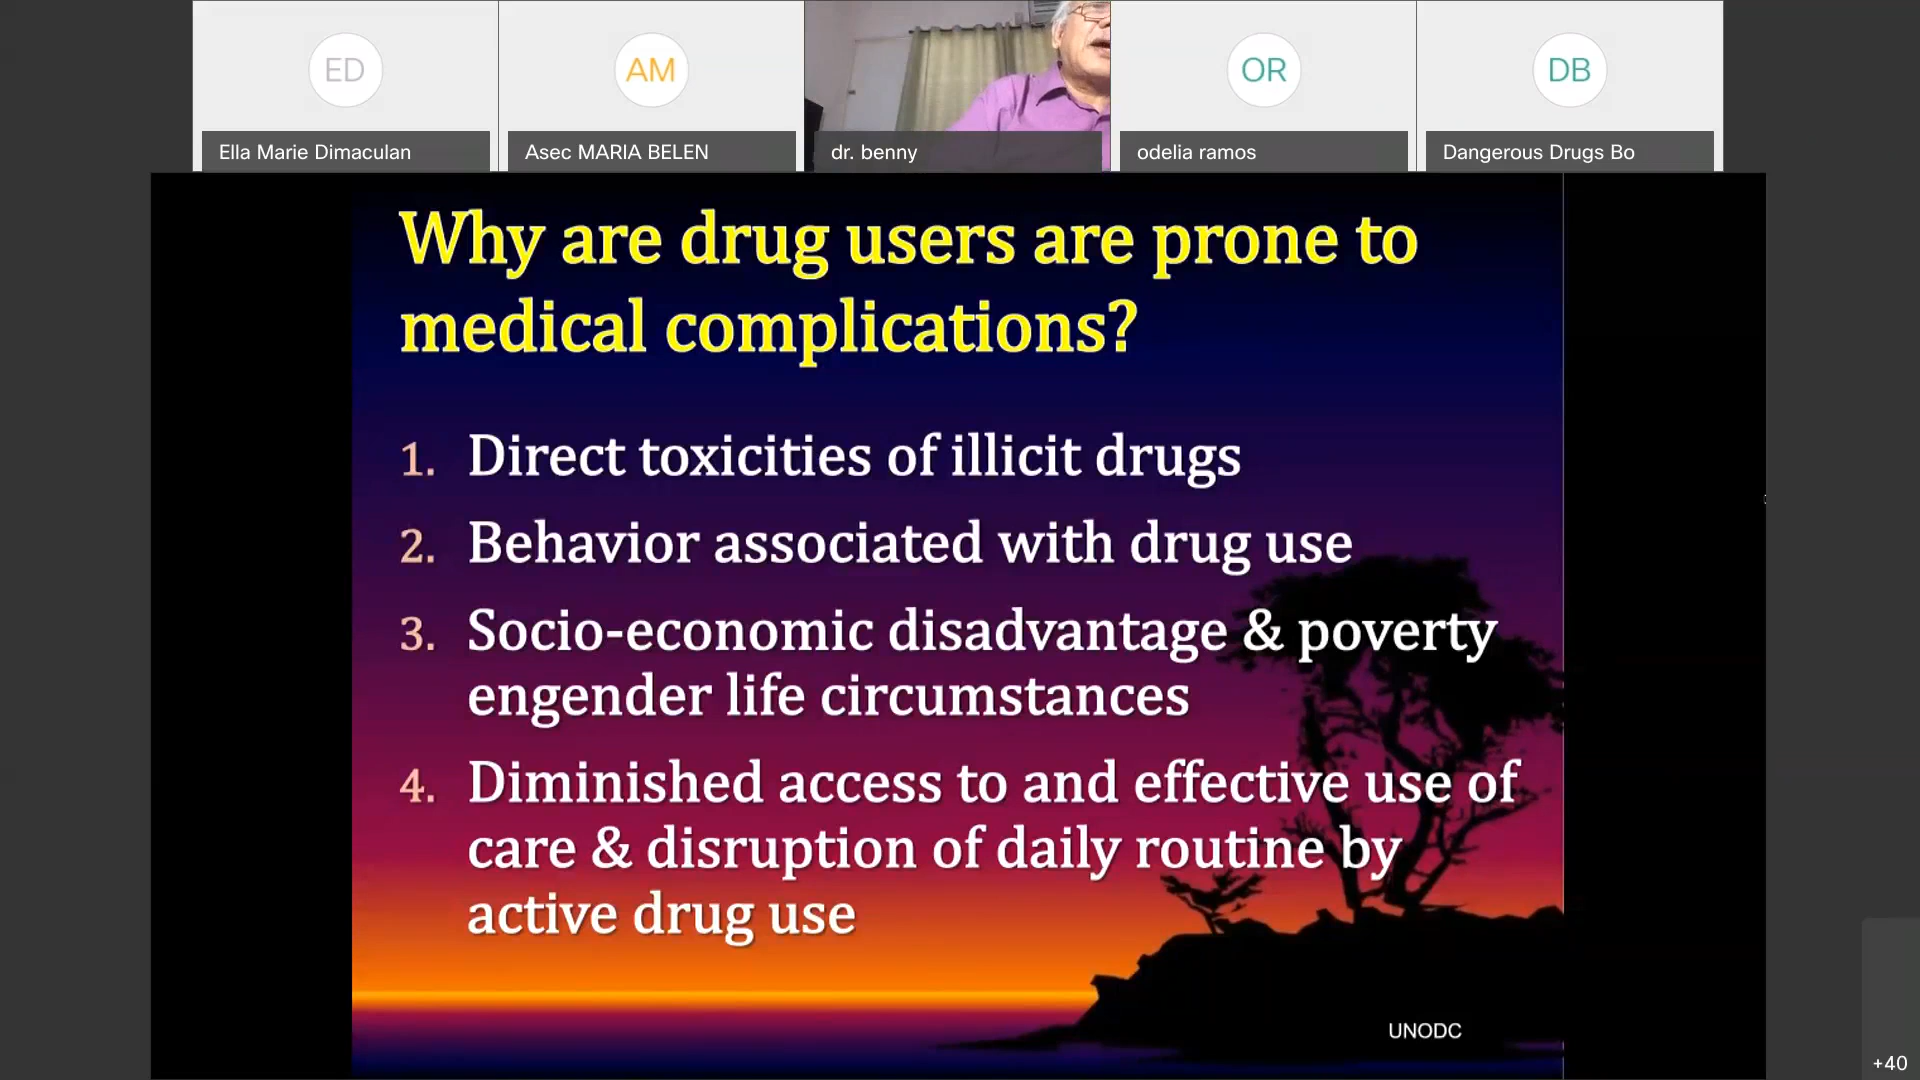 ED
AM
OR
DB
Ella Marie Dimaculan
Asec MARIA BELEN
dr. benny
odelia ramos
Dangerous Drugs Bo
Why are drug users are prone to
medical complications?
1. Direct toxicities of illicit drugs
2. Behavior associated with drug use
3. Socio-economic disadvantage & poverty
engender life circumstances
4. Diminished access to and effective use of
care & disruption of daily routine by
active drug use
UNODC
+40